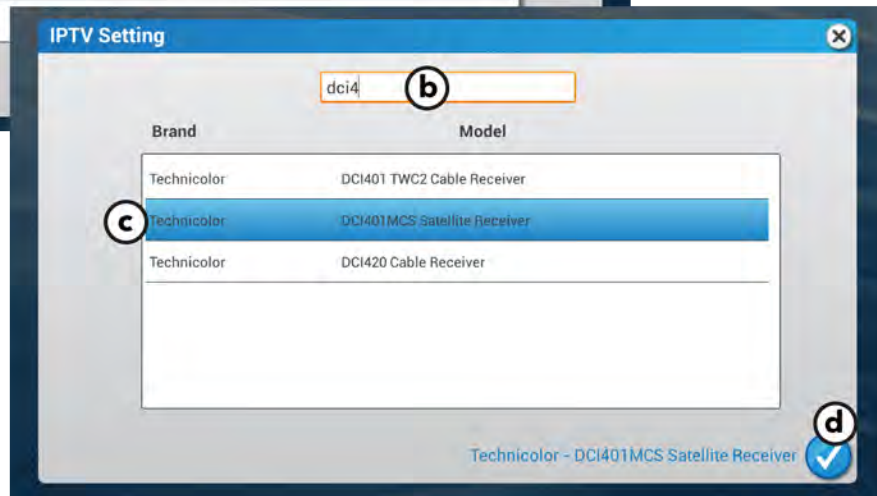 IPTV Setting
dci4 b
Brand Model
Technicolor DCI401 TWC2 Cable Receiver
c Technicolor DCI401MCS Satellite Receiver
Technicolor DCI420 Cable Receiver
d
Technicolor - DCI401MCS Satellite Receiver